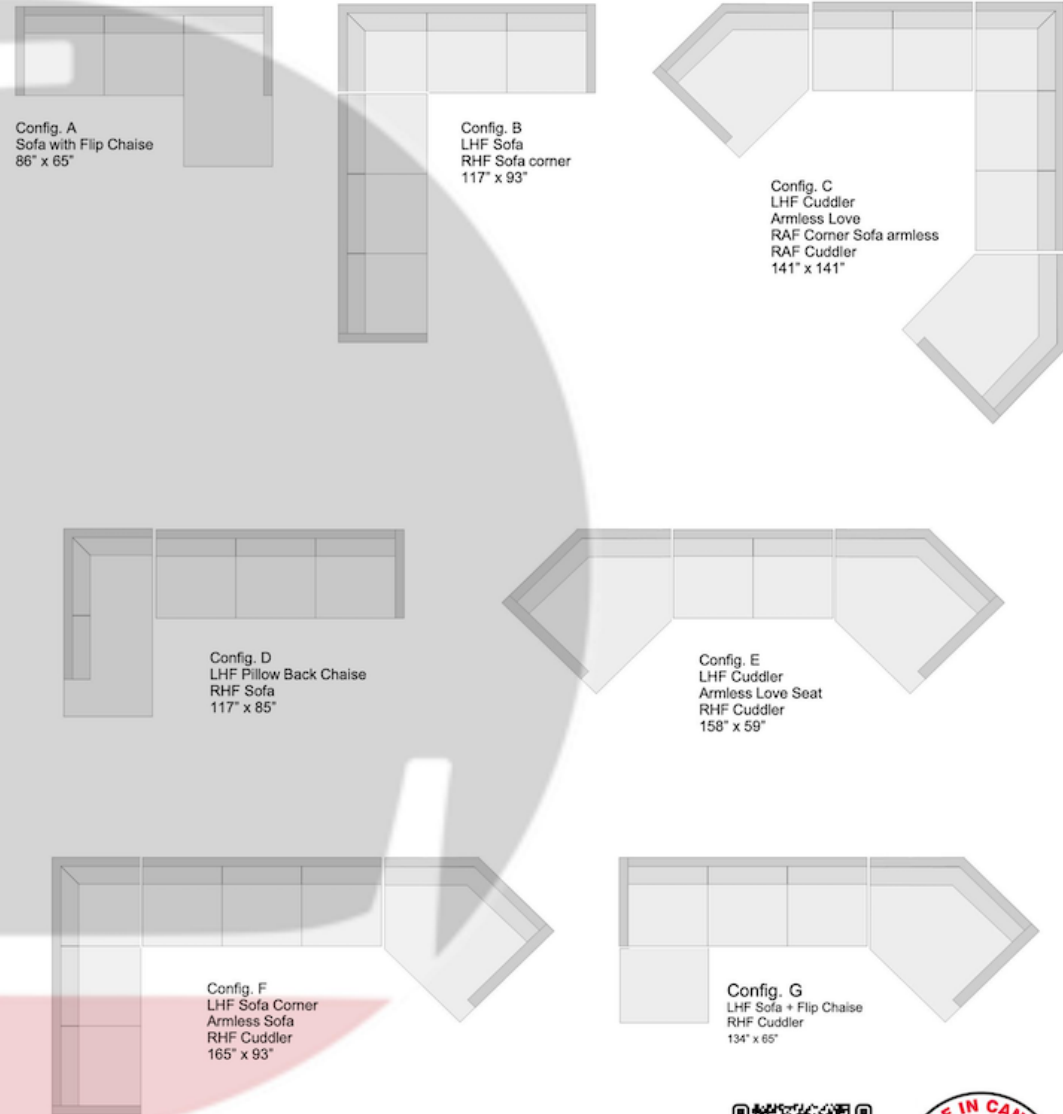 Config. A
Sofa with Flip Chaise
86” x 65”
Config. B
LHF Sofa
RHF Sofa corner
117” x 93”
Config. C
LHF Cuddler
Armless Love
RAF Corner Sofa armless
RAF Cuddler
141” x 141”
Config. D
LHF Pillow Back Chaise
RHF Sofa
117” x 85”
Config. E
LHF Cuddler
Armless Love Seat
RHF Cuddler
158” x 59”
Config. F
LHF Sofa Corner
Armless Sofa
RHF Cuddler
165” x 93”
Config. G
LHF Sofa + Flip Chaise
RHF Cuddler
134” x 65”
IN